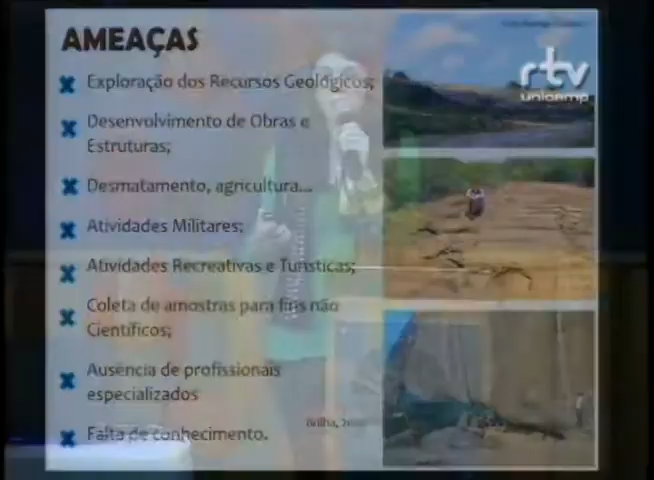 AMEAÇAS
Exploração dos Recursos Geológicos;
Desenvolvimento de Obras e
Estruturas;
Desmatamento, agricultura...
Atividades Militares;
Atividades Recreativas e Turísticas;
Coleta de amostras para fins não
Científicos;
Ausência de profissionais
especializados
Falta de conhecimento.
rtv
unicamp